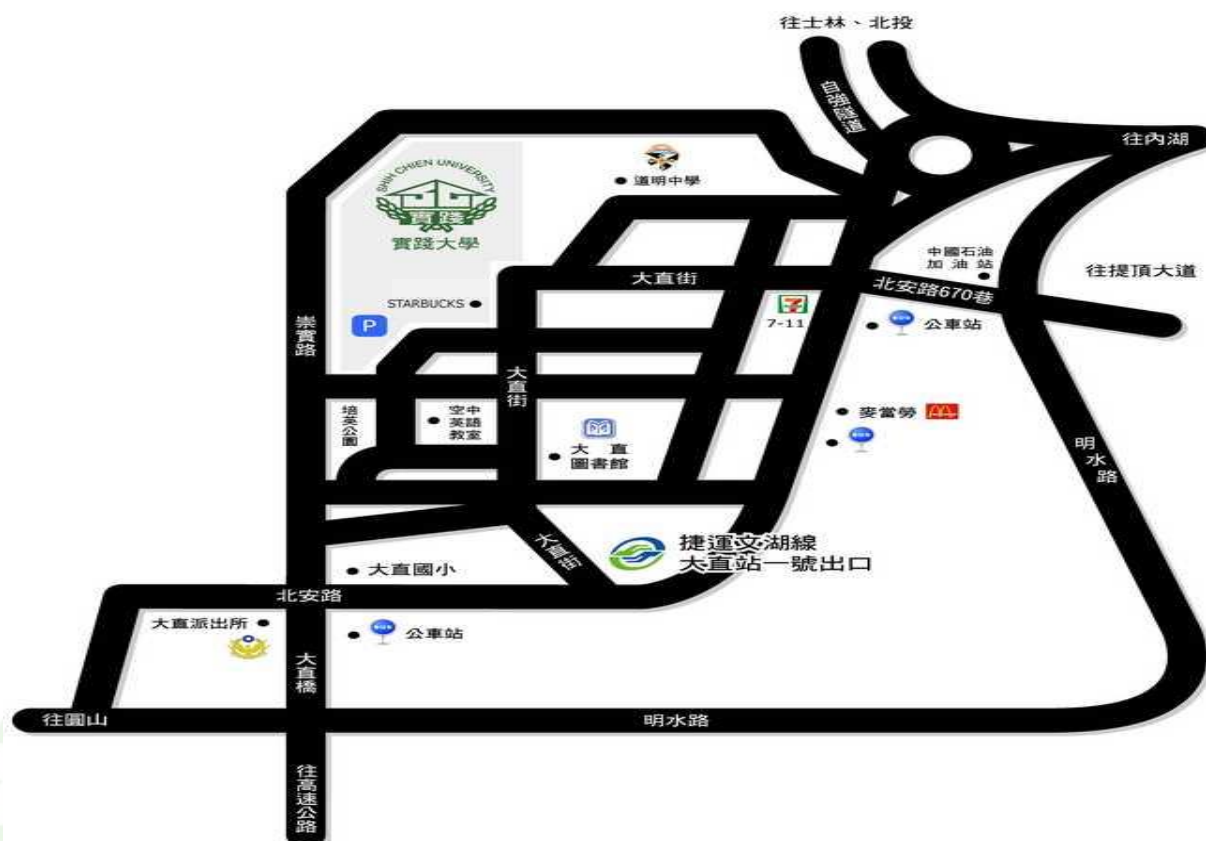 往士林、北投
自強隧道
往內湖
SHIH CHIEN UNIVERSITY
實踐
實踐大學
道明中學
中國石油
加油站
往提頂大道
大直街
北安路670巷
STARBUCKS
P
崇實路
7
7-11
公車站
大直街
培英公園
空中
英語
教室
大直
圖書館
麥當勞
明水路
捷運文湖線
大直站一號出口
大直街
大直國小
北安路
大直派出所
公車站
大直橋
往圓山
明水路
往高速公路